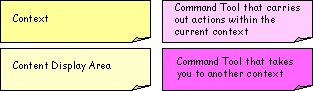 Context
Command Tool that carries
out actions within the
current context
Content Display Area
Command Tool that takes
you to another context